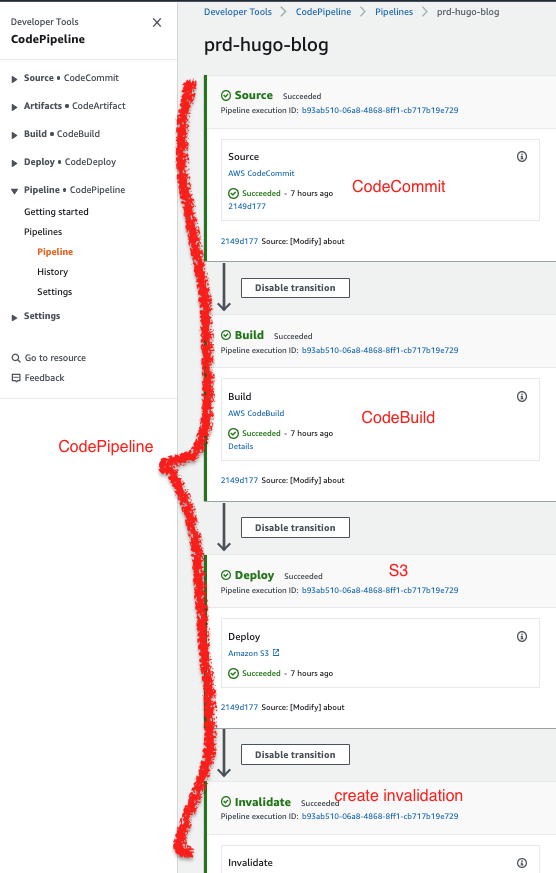 Developer Tools
CodePipeline
Source • CodeCommit
Artifacts • CodeArtifact
Build • CodeBuild
Deploy • CodeDeploy
Pipeline • CodePipeline
Getting started
Pipelines
Pipeline
History
Settings
Settings
Go to resource
Feedback
CodePipeline
Developer Tools > CodePipeline > Pipelines > prd-hugo-blog
prd-hugo-blog
Source Succeeded
Pipeline execution ID: b93ab510-06a8-4868-8ff1-cb717b19e729
Source
AWS CodeCommit
CodeCommit
Succeeded - 7 hours ago
2149d177
2149d177 Source: [Modify] about
Disable transition
Build Succeeded
Pipeline execution ID: b93ab510-06a8-4868-8ff1-cb717b19e729
Build
AWS CodeBuild
CodeBuild
Succeeded - 7 hours ago
Details
2149d177 Source: [Modify] about
Disable transition
S3
Deploy Succeeded
Pipeline execution ID: b93ab510-06a8-4868-8ff1-cb717b19e729
Deploy
Amazon S3
Succeeded - 7 hours ago
2149d177 Source: [Modify] about
Disable transition
create invalidation
Invalidate Succeeded
Pipeline execution ID: b93ab510-06a8-4868-8ff1-cb717b19e729
Invalidate